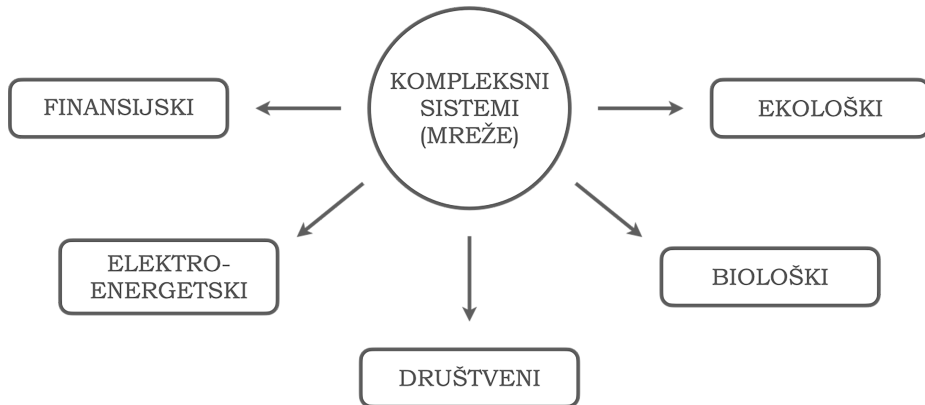 KOMPLEKSNI
SISTEMI
(MREŽE)
FINANSIJSKI
EKOLOŠKI
ELEKTRO-
ENERGETSKI
BIOLOŠKI
DRUŠTVENI